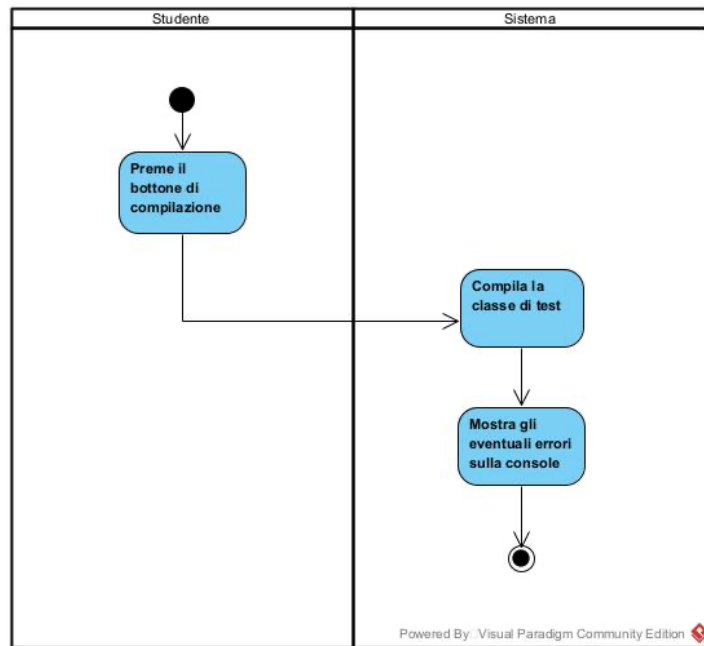 Studente
Sistema
Preme il
bottone di
compilazione
Compila la
classe di test
Mostra gli
eventuali errori
sulla console
Powered By Visual Paradigm Community Edition